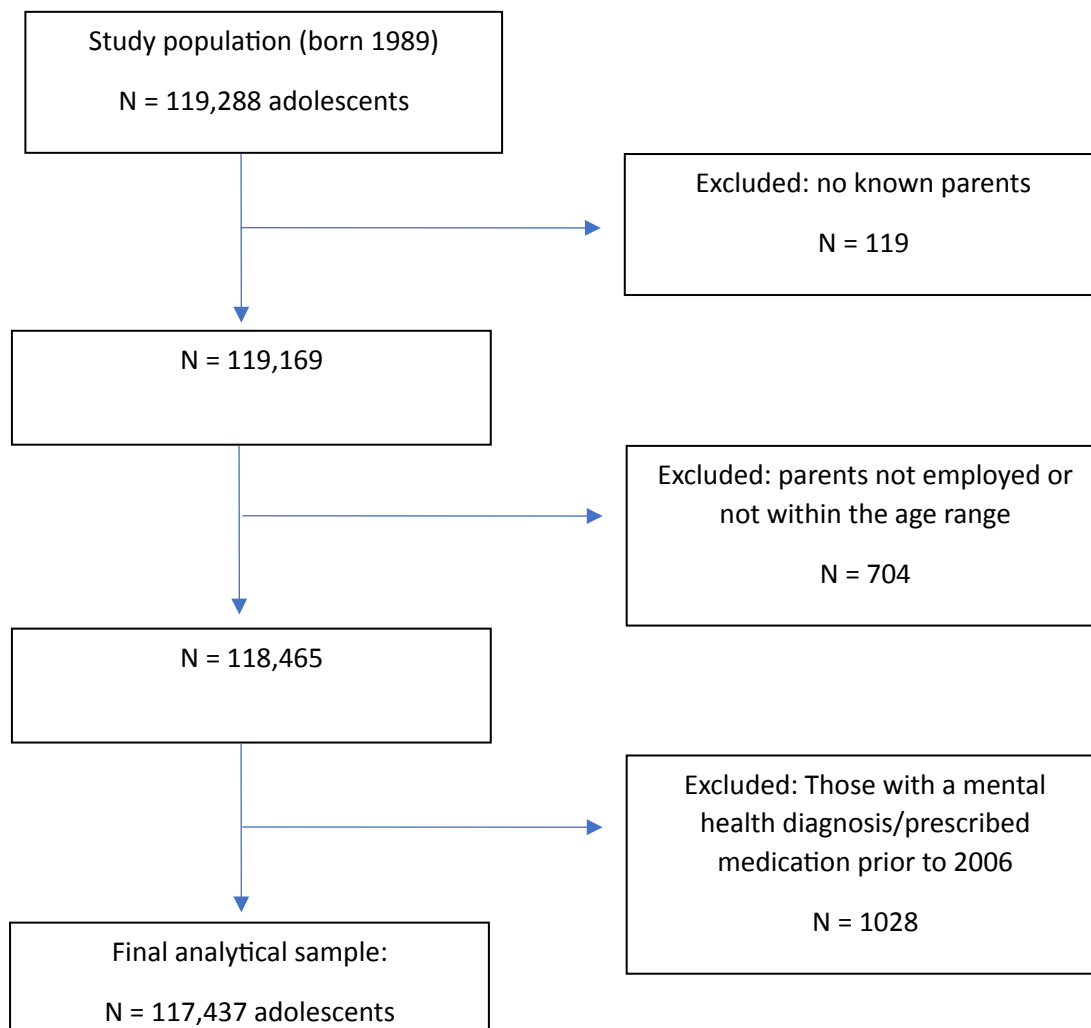 Study population (born 1989)
N = 119,288 adolescents
Excluded: no known parents
N = 119
N = 119,169
Excluded: parents not employed or
not within the age range
N = 704
N = 118,465
Excluded: Those with a mental
health diagnosis/prescribed
medication prior to 2006
N = 1028
Final analytical sample:
N = 117,437 adolescents